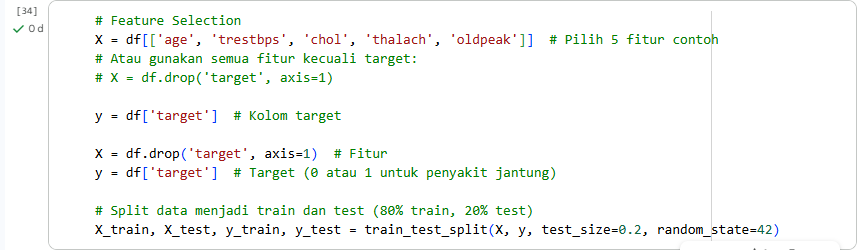 [34]
0 d
# Feature Selection
X = df[['age', 'trestbps', 'chol', 'thalach', 'oldpeak']]  # Pilih 5 fitur contoh
# Atau gunakan semua fitur kecuali target:
# X = df.drop('target', axis=1)
y = df['target']  # Kolom target
X = df.drop('target', axis=1)  # Fitur
y = df['target']  # Target (0 atau 1 untuk penyakit jantung)
# Split data menjadi train dan test (80% train, 20% test)
X_train, X_test, y_train, y_test = train_test_split(X, y, test_size=0.2, random_state=42)